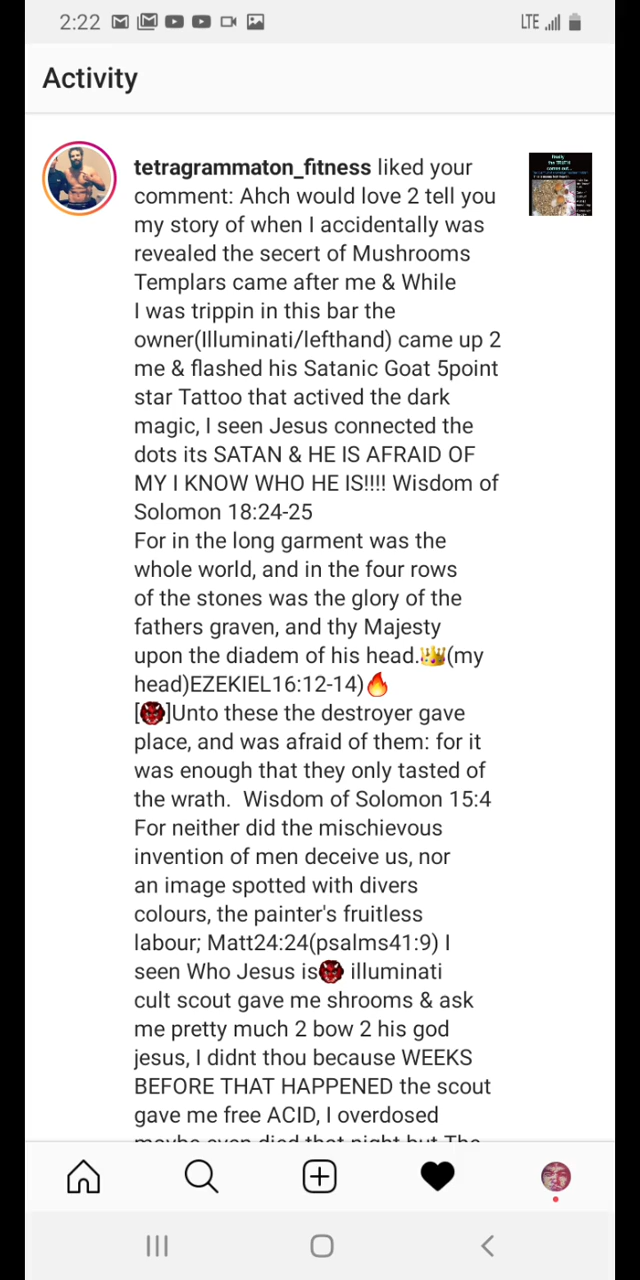 2:22
LTE
Activity
tetragrammaton_fitness liked your
comment: Ahch would love 2 tell you
my story of when I accidentally was
revealed the secert of Mushrooms
Templars came after me & While
I was trippin in this bar the
owner(Illuminati/lefthand) came up 2
me & flashed his Satanic Goat 5point
star Tattoo that actived the dark
magic, I seen Jesus connected the
dots its SATAN & HE IS AFRAID OF
MY I KNOW WHO HE IS!!!! Wisdom of
Solomon 18:24-25
For in the long garment was the
whole world, and in the four rows
of the stones was the glory of the
fathers graven, and thy Majesty
upon the diadem of his head.👑(my
head)EZEKIEL16:12-14)🔥
[👹]Unto these the destroyer gave
place, and was afraid of them: for it
was enough that they only tasted of
the wrath.  Wisdom of Solomon 15:4
For neither did the mischievous
invention of men deceive us, nor
an image spotted with divers
colours, the painter's fruitless
labour; Matt24:24(psalms41:9) I
seen Who Jesus is👹 illuminati
cult scout gave me shrooms & ask
me pretty much 2 bow 2 his god
jesus, I didnt thou because WEEKS
BEFORE THAT HAPPENED the scout
gave me free ACID, I overdosed
maybe even died that night but The